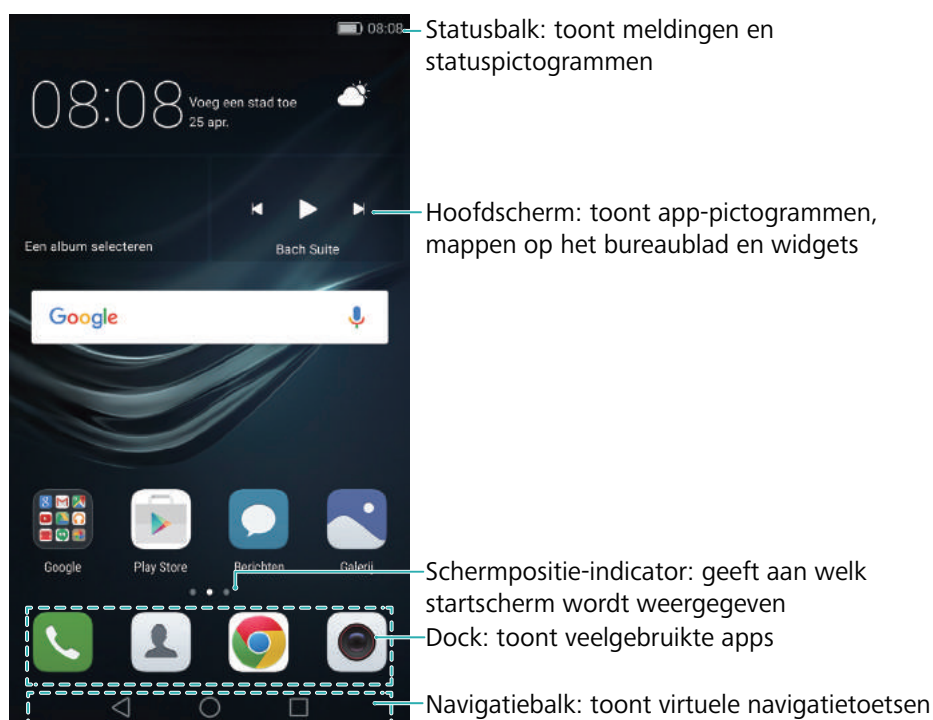 08:08
Statusbalk: toont meldingen en
statuspictogrammen
08:08
Voeg een stad toe
25 apr.
Hoofdscherm: toont app-pictogrammen,
mappen op het bureaublad en widgets
Een album selecteren
Bach Suite
Google
Google
Play Store
Berichten
Galerij
Schermpositie-indicator: geeft aan welk
startscherm wordt weergegeven
Dock: toont veelgebruikte apps
Navigatiebalk: toont virtuele navigatietoetsen